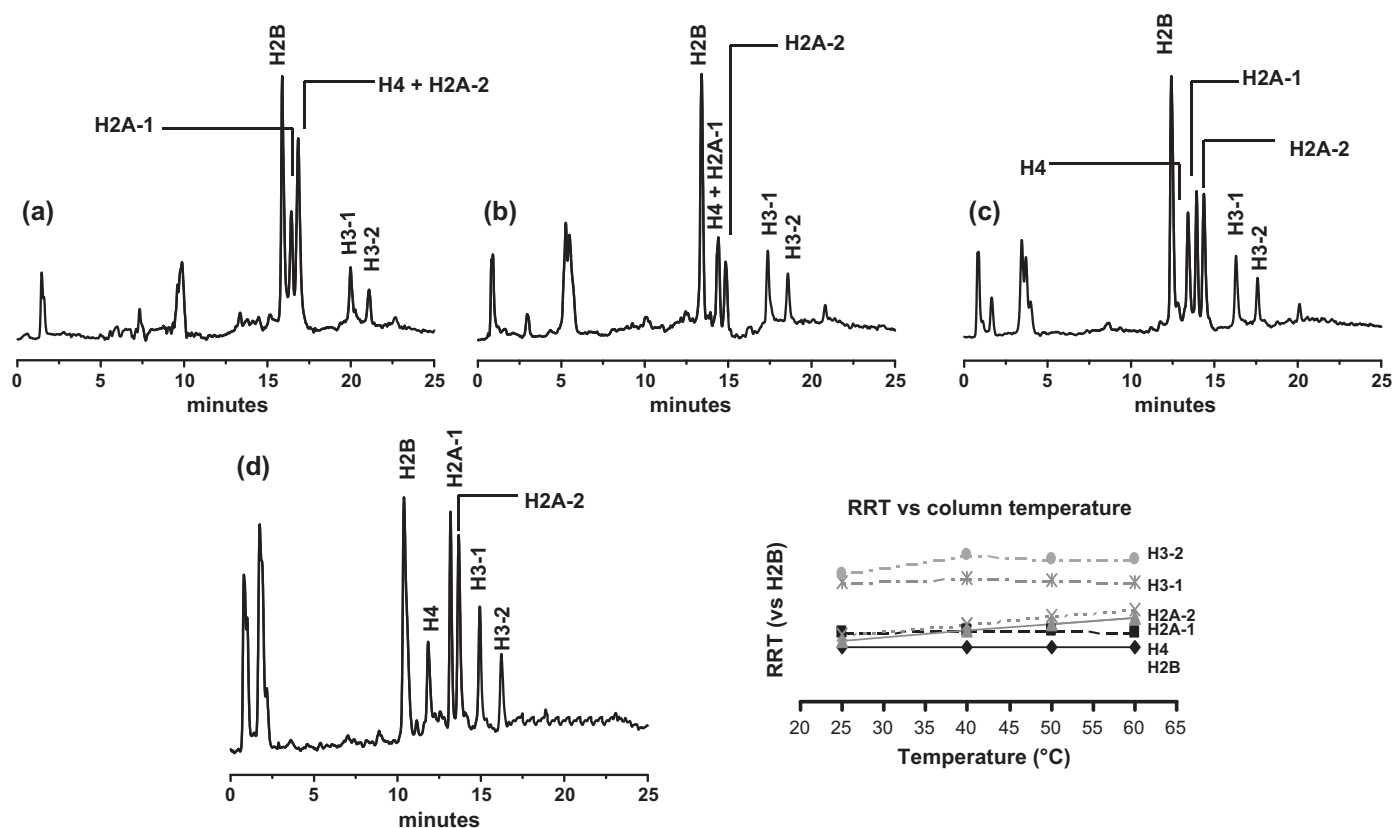 (a)
H2A-1
H2B
H4 + H2A-2
H3-1
H3-2
0 5 10 15 20 25
minutes
(b)
H2B
H4 + H2A-1
H2A-2
H3-1
H3-2
0 5 10 15 20 25
minutes
(c)
H4
H2B
H2A-1
H2A-2
H3-1
H3-2
0 5 10 15 20 25
minutes
(d)
H2B
H4
H2A-1
H2A-2
H3-1
H3-2
0 5 10 15 20 25
minutes
RRT vs column temperature
RRT (vs H2B)
H3-2
H3-1
H2A-2
H2A-1
H4
H2B
20 25 30 35 40 45 50 55 60 65
Temperature (°C)